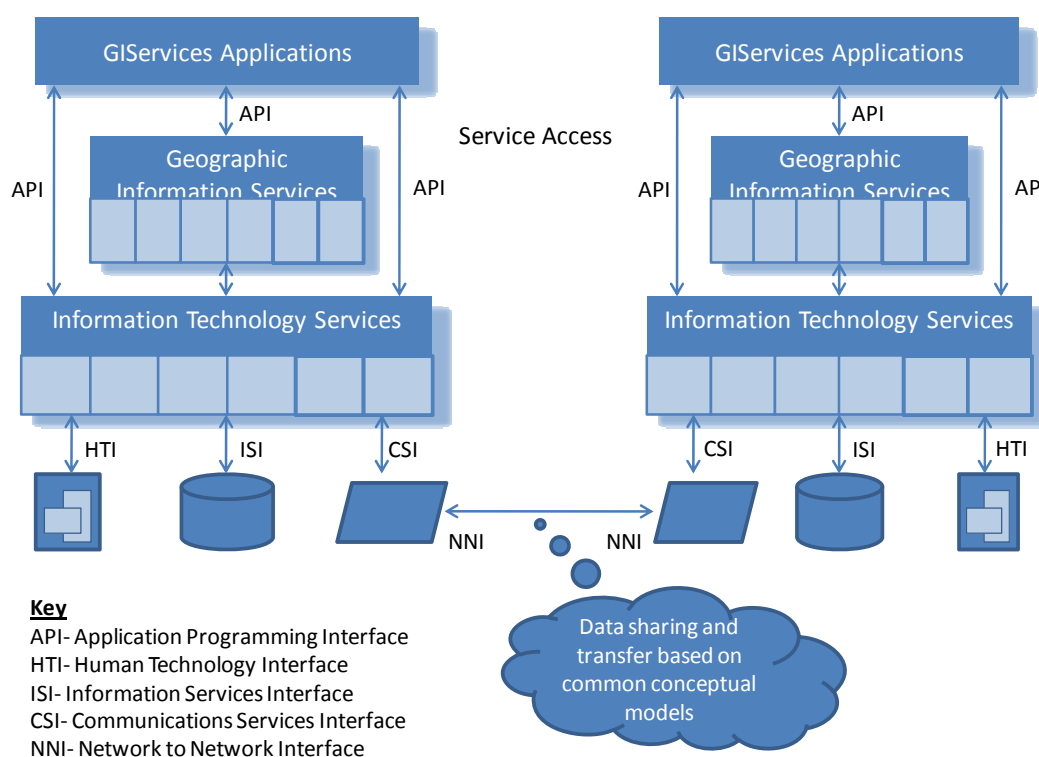 GIServices Applications
GIServices Applications
API
API
Service Access
Geographic
Information Services
Geographic
Information Services
API
API
API
AP
Information Technology Services
Information Technology Services
HTI
ISI
CSI
CSI
ISI
HTI
NNI
NNI
Key
API- Application Programming Interface
HTI- Human Technology Interface
ISI- Information Services Interface
CSI- Communications Services Interface
NNI- Network to Network Interface
Data sharing and
transfer based on
common conceptual
models